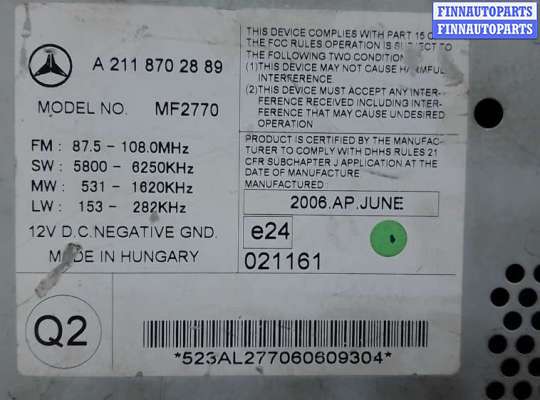 FINNAUTOPARTS
FINNAUTOPARTS
A 211 870 28 89
MODEL NO. MF2770
FM: 87.5 - 108.0MHz
SW: 5800 - 6250KHz
MW: 531 - 1620KHz
LW: 153 - 282KHz
12V D.C.NEGATIVE GND.
MADE IN HUNGARY
THIS DEVICE COMPLIES WITH PART 15 O
THE FCC RULES OPERATION IS SUBJECT TO
THE FOLLOWING TWO CONDITION
(1)THIS DEVICE MAY NOT CAUSE HARMFUL
INTERFERENCE.
(2)THIS DEVICE MUST ACCEPT ANY INTER-
FERENCE RECEIVED INCLUDING INTER-
FERENCE THAT MAY CAUSE UNDESIRED
OPERATION
PRODUCT IS CERTIFIED BY THE MANUFAC-
TURER TO COMPLY WITH DHHS RULES 21
CFR SUBCHAPTER J APPLICATION AT THE
DATE OF MANUFACTURE
MANUFACTURED
2006.AP.JUNE
e24
021161
Q2
*523AL277060609304*